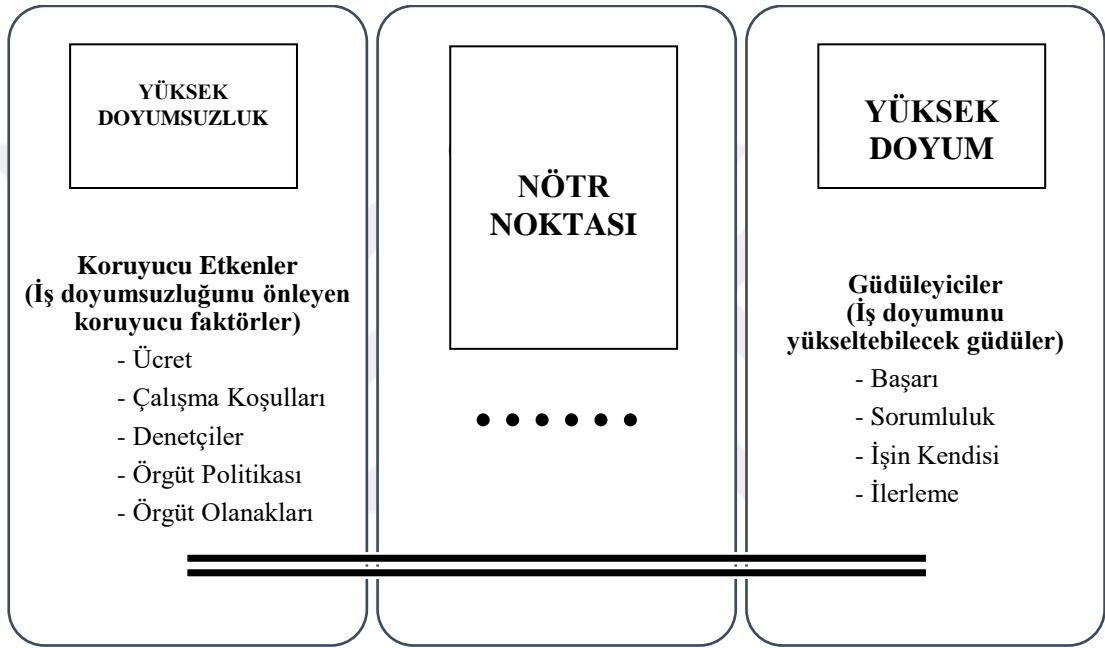 YÜKSEK
DOYUMSUZLUK
Koruyucu Etkenler
(İş doyumsuzluğunu önleyen
koruyucu faktörler)
- Ücret
- Çalışma Koşulları
- Denetçiler
- Örgüt Politikası
- Örgüt Olanakları
NÖTR
NOKTASI
YÜKSEK
DOYUM
Güdüleyiciler
(İş doyumunu
yükseltebilecek güdüler)
- Başarı
- Sorumluluk
- İşin Kendisi
- İlerleme